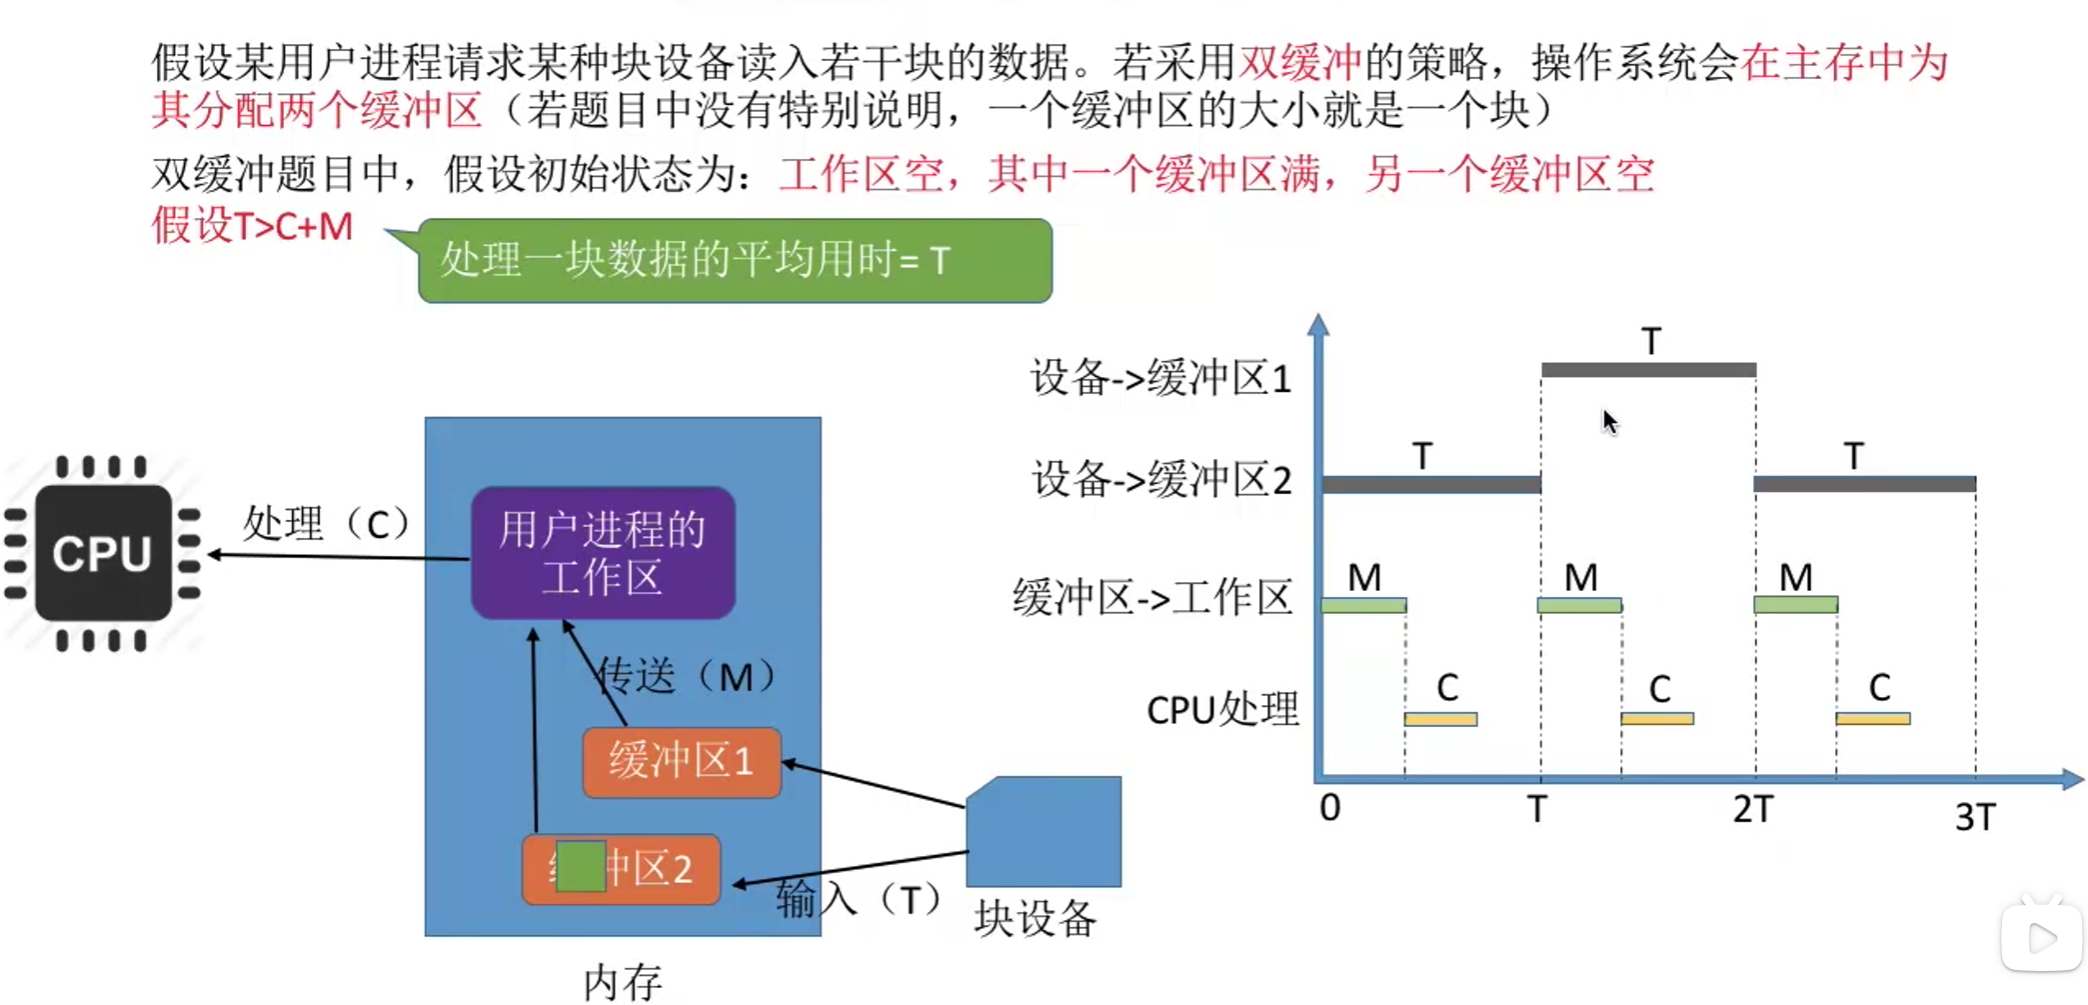 假设某用户进程请求某种块设备读入若干块的数据。若采用双缓冲的策略，操作系统会在主存中为
其分配两个缓冲区（若题目中没有特别说明，一个缓冲区的大小就是一个块）
双缓冲题目中，假设初始状态为：工作区空，其中一个缓冲区满，另一个缓冲区空
假设T>C+M
处理一块数据的平均用时= T
CPU
处理（C）
用户进程的
工作区
传送（M）
缓冲区1
冲区2
输入（T）
块设备
内存
T
设备->缓冲区1
T
T
设备->缓冲区2
M
M
M
缓冲区->工作区
C
C
C
CPU处理
0
T
2T
3T